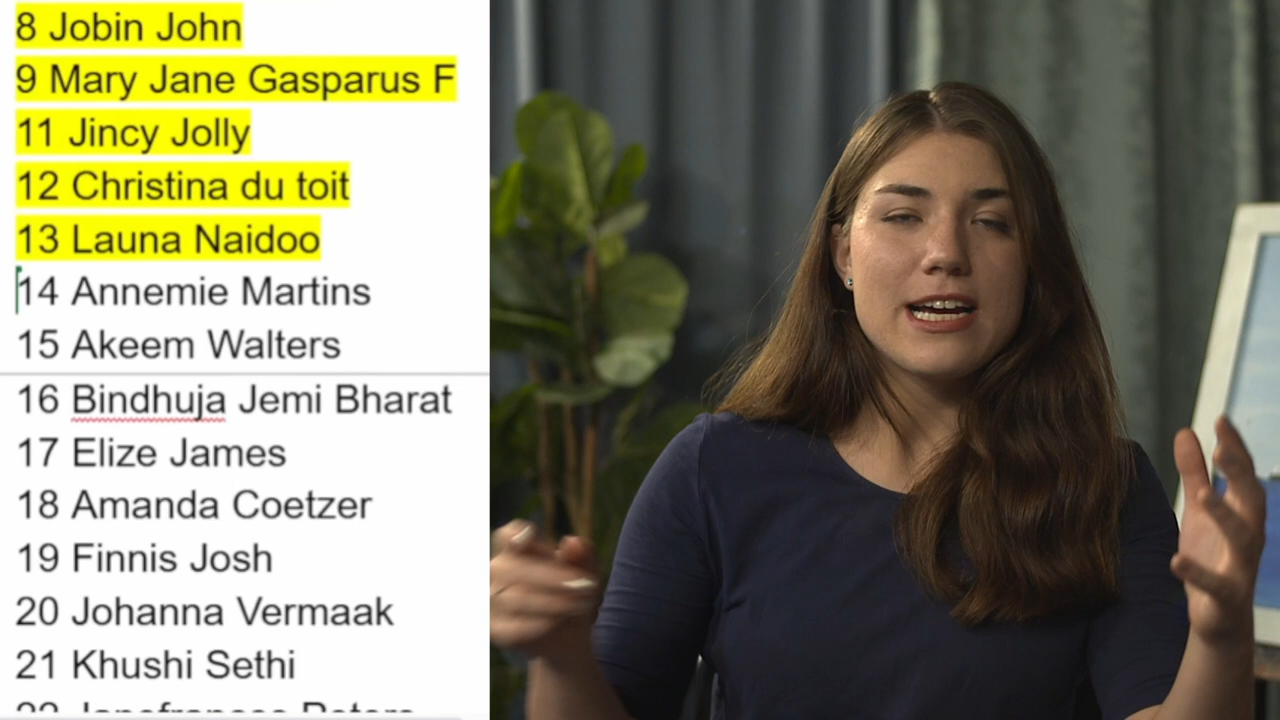 8 Jobin John
9 Mary Jane Gasparus F
11 Jincy Jolly
12 Christina du toit
13 Launa Naidoo
14 Annemie Martins
15 Akeem Walters
16 Bindhuja Jemi Bharat
17 Elize James
18 Amanda Coetzer
19 Finnis Josh
20 Johanna Vermaak
21 Khushi Sethi